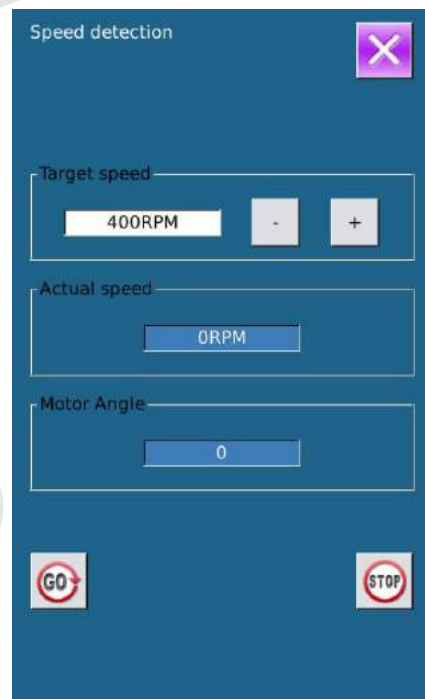 Speed detection
Target speed
400RPM - +
Actual speed
0RPM
Motor Angle
0
GO STOP